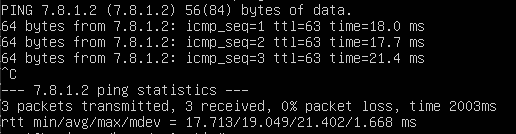 PING 7.8.1.2 (7.8.1.2) 56(84) bytes of data.
64 bytes from 7.8.1.2: icmp_seq=1 ttl=63 time=18.0 ms
64 bytes from 7.8.1.2: icmp_seq=2 ttl=63 time=17.7 ms
64 bytes from 7.8.1.2: icmp_seq=3 ttl=63 time=21.4 ms
^C
--- 7.8.1.2 ping statistics ---
3 packets transmitted, 3 received, 0% packet loss, time 2003ms
rtt min/avg/max/mdev = 17.713/19.049/21.402/1.668 ms